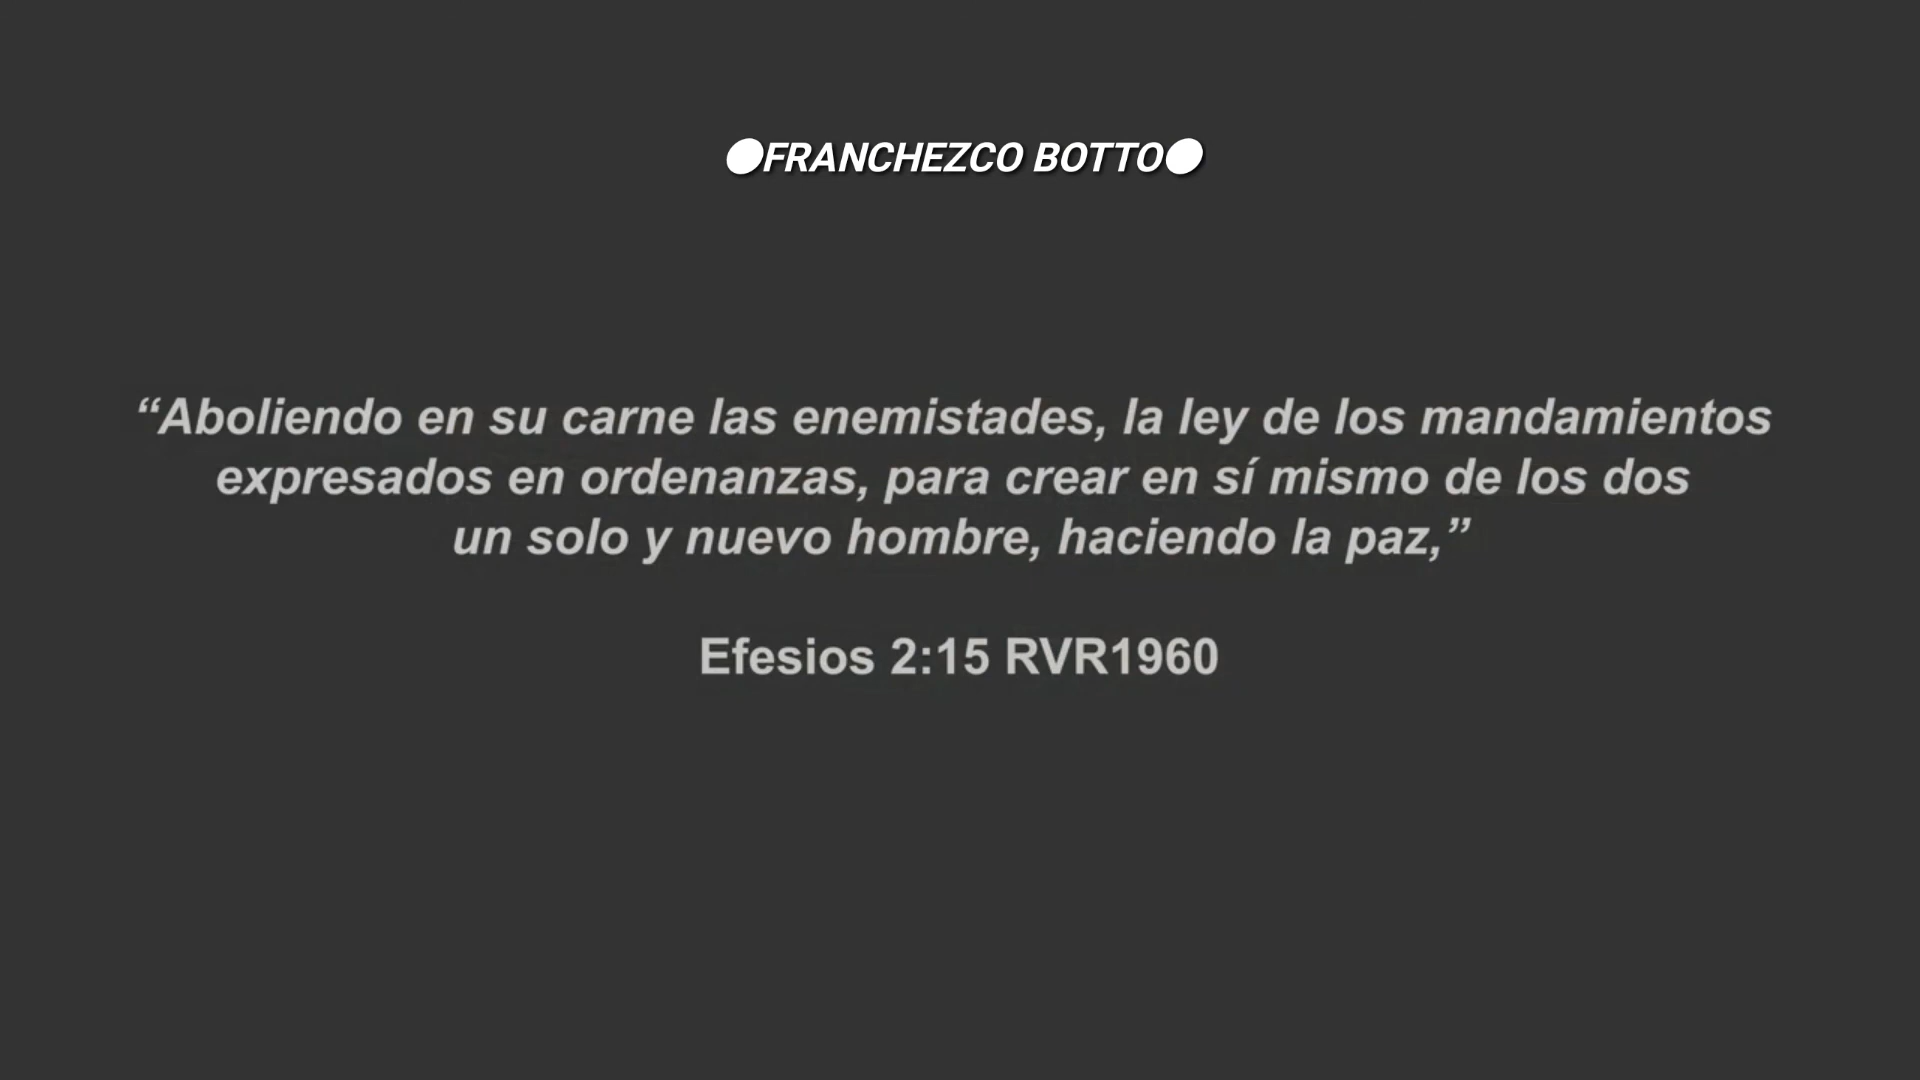 ⚪FRANCHEZCO BOTTO⚪
“Aboliendo en su carne las enemistades, la ley de los mandamientos
expresados en ordenanzas, para crear en sí mismo de los dos
un solo y nuevo hombre, haciendo la paz,”
Efesios 2:15 RVR1960